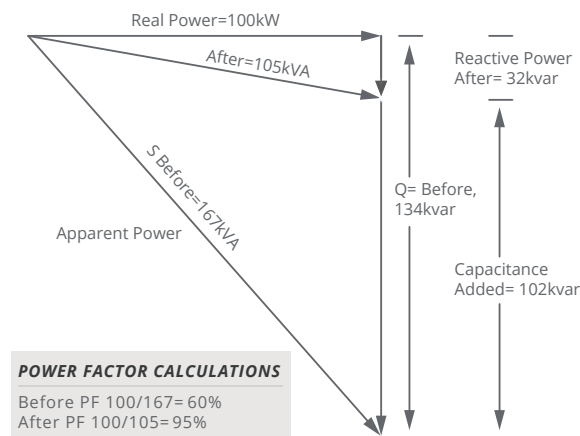 Real Power=100kW
After=105kVA
Reactive Power
After= 32kvar
S Before=167kVA
Q= Before,
134kvar
Apparent Power
Capacitance
Added= 102kvar
POWER FACTOR CALCULATIONS
Before PF 100/167= 60%
After PF 100/105= 95%